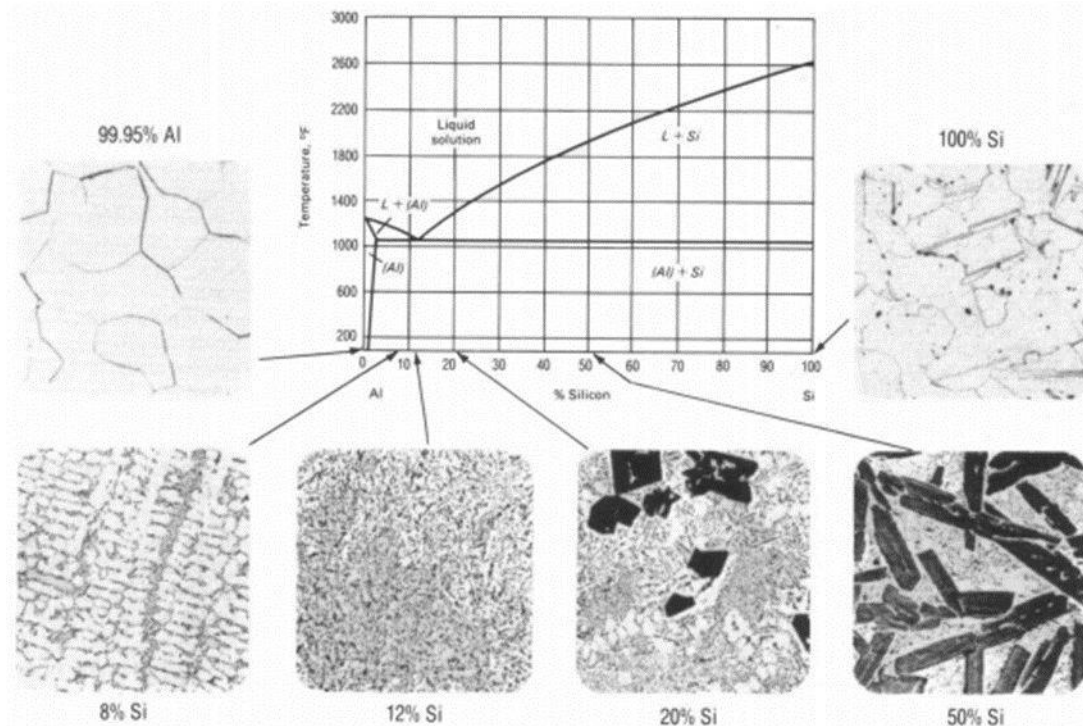 3000
2600
2200
1800
1400
1000
600
200
Temperature, °F
Liquid
solution
L + Si
L + (Al)
(Al)
(Al) + Si
0 10 20 30 40 50 60 70 80 90 100
Al % Silicon Si
99.95% Al
100% Si
8% Si
12% Si
20% Si
50% Si